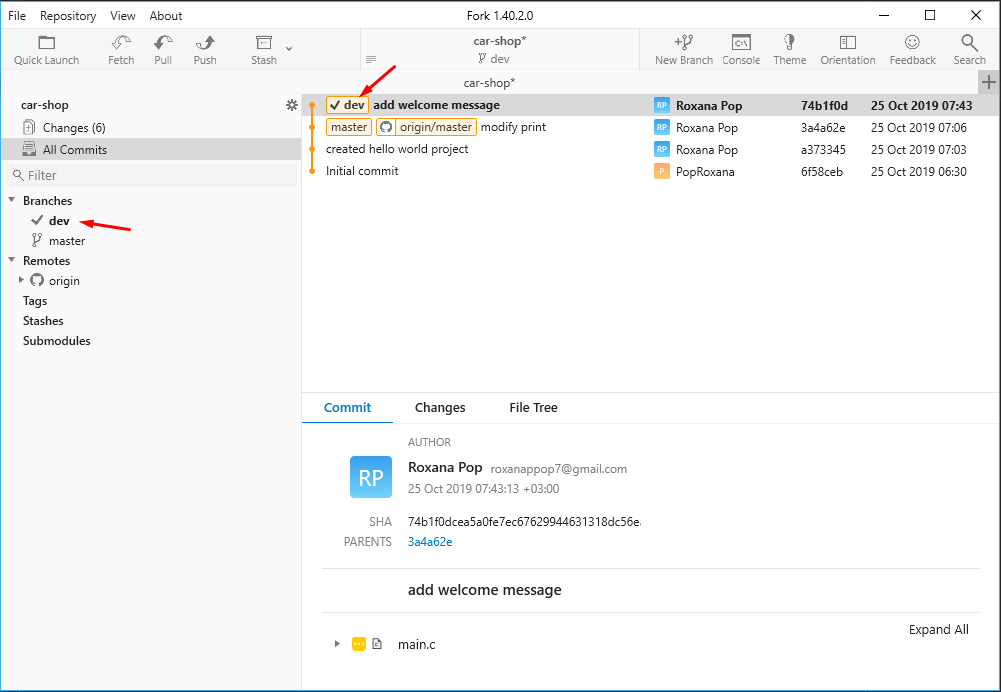 File Repository View About Fork 1.40.2.0
Quick Launch Fetch Pull Push Stash car-shop* dev New Branch Console Theme Orientation Feedback Search
car-shop*
car-shop
Changes (6)
All Commits
Filter
Branches
dev
master
Remotes
origin
Tags
Stashes
Submodules
dev add welcome message Roxana Pop 74b1f0d 25 Oct 2019 07:43
master origin/master modify print Roxana Pop 3a4a62e 25 Oct 2019 07:06
created hello world project Roxana Pop a373345 25 Oct 2019 07:03
Initial commit PopRoxana 6f58ceb 25 Oct 2019 06:30
RP
RP
RP
P
Commit Changes File Tree
AUTHOR
RP
Roxana Pop roxanappop7@gmail.com
25 Oct 2019 07:43:13 +03:00
SHA 74b1f0dcea5a0fe7ec67629944631318dc56e
PARENTS 3a4a62e
add welcome message
Expand All
main.c